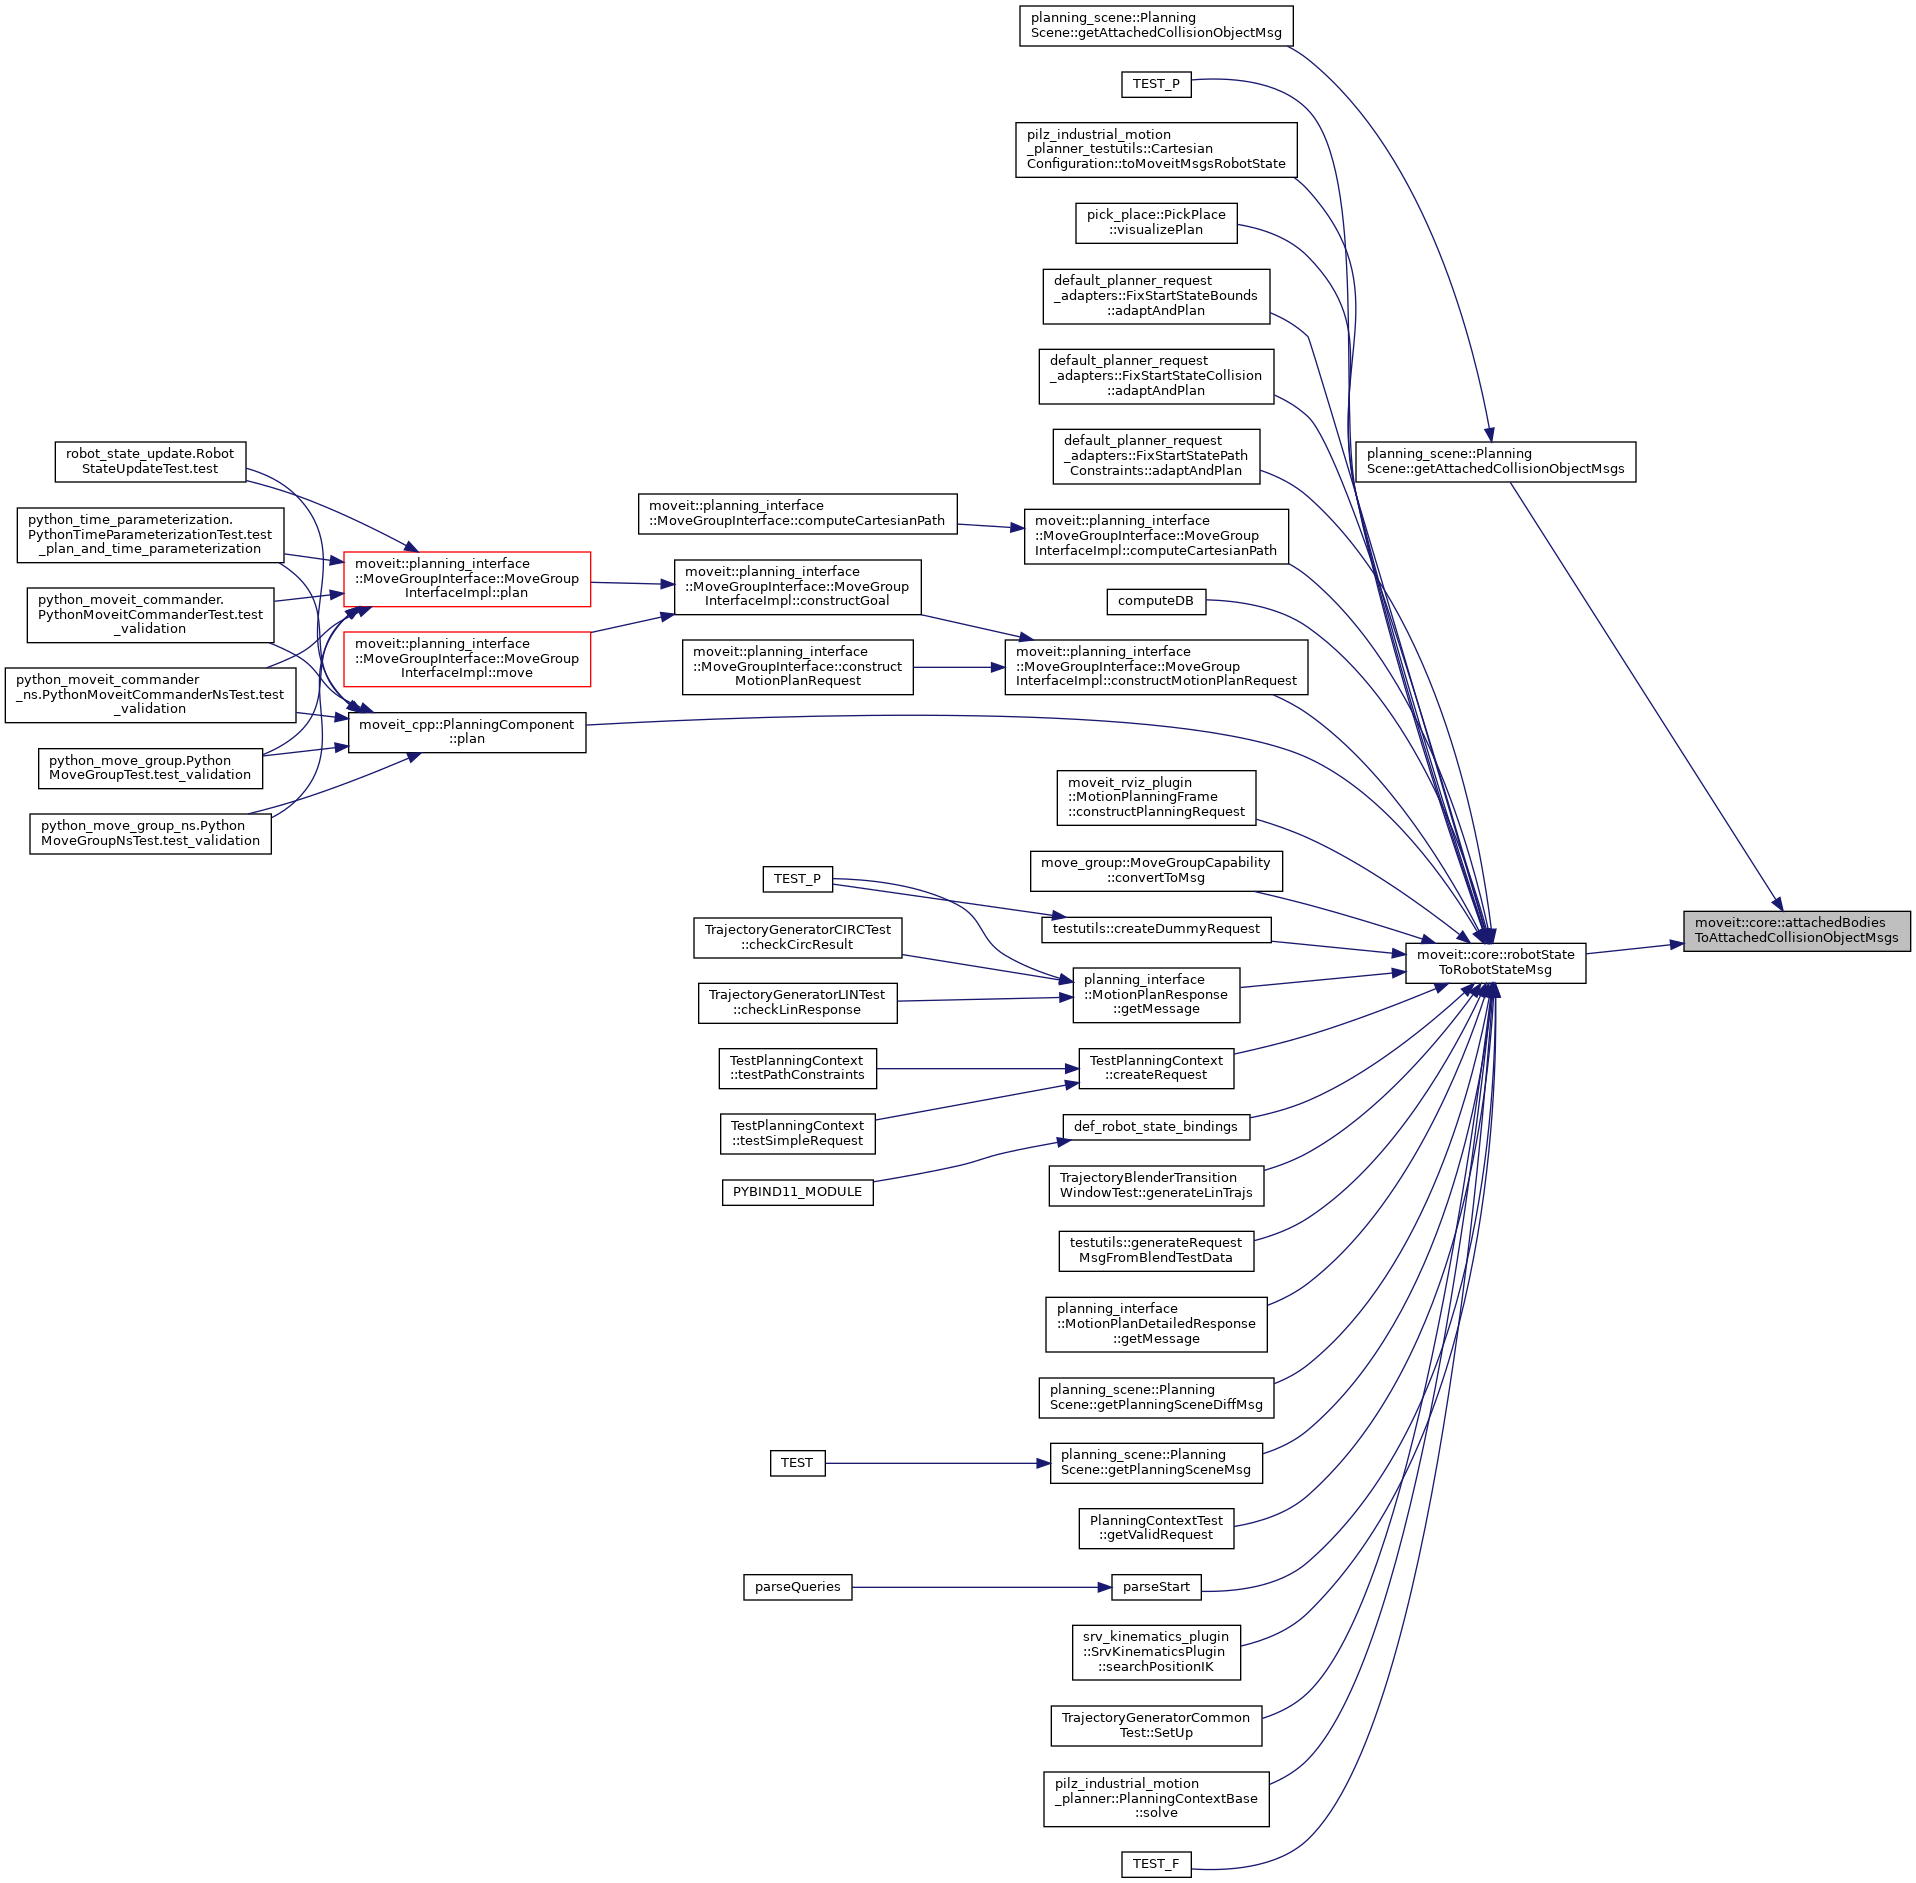 planning_scene::Planning
Scene::getAttachedCollisionObjectMsg
TEST_P
pilz_industrial_motion
_planner_testutils::Cartesian
Configuration::toMoveitMsgsRobotState
pick_place::PickPlace
::visualizePlan
default_planner_request
_adapters::FixStartStateBounds
::adaptAndPlan
default_planner_request
_adapters::FixStartStateCollision
::adaptAndPlan
default_planner_request
_adapters::FixStartStatePath
Constraints::adaptAndPlan
planning_scene::Planning
Scene::getAttachedCollisionObjectMsgs
robot_state_update.Robot
StateUpdateTest.test
python_time_parameterization.
PythonTimeParameterizationTest.test
_plan_and_time_parameterization
python_moveit_commander.
PythonMoveitCommanderTest.test
_validation
python_moveit_commander
_ns.PythonMoveitCommanderNsTest.test
_validation
python_move_group.Python
MoveGroupTest.test_validation
python_move_group_ns.Python
MoveGroupNsTest.test_validation
moveit::planning_interface
::MoveGroupInterface::MoveGroup
InterfaceImpl::plan
moveit::planning_interface
::MoveGroupInterface::MoveGroup
InterfaceImpl::move
moveit_cpp::PlanningComponent
::plan
moveit::planning_interface
::MoveGroupInterface::computeCartesianPath
moveit::planning_interface
::MoveGroupInterface::MoveGroup
InterfaceImpl::constructGoal
moveit::planning_interface
::MoveGroupInterface::construct
MotionPlanRequest
moveit::planning_interface
::MoveGroupInterface::MoveGroup
InterfaceImpl::computeCartesianPath
computeDB
moveit::planning_interface
::MoveGroupInterface::MoveGroup
InterfaceImpl::constructMotionPlanRequest
moveit_rviz_plugin
::MotionPlanningFrame
::constructPlanningRequest
move_group::MoveGroupCapability
::convertToMsg
TEST_P
testutils::createDummyRequest
TrajectoryGeneratorCIRCTest
::checkCircResult
TrajectoryGeneratorLINTest
::checkLinResponse
planning_interface
::MotionPlanResponse
::getMessage
moveit::core::robotState
ToRobotStateMsg
moveit::core::attachedBodies
ToAttachedCollisionObjectMsgs
TestPlanningContext
::testPathConstraints
TestPlanningContext
::createRequest
TestPlanningContext
::testSimpleRequest
def_robot_state_bindings
PYBIND11_MODULE
TrajectoryBlenderTransition
WindowTest::generateLinTrajs
testutils::generateRequest
MsgFromBlendTestData
planning_interface
::MotionPlanDetailedResponse
::getMessage
planning_scene::Planning
Scene::getPlanningSceneDiffMsg
TEST
planning_scene::Planning
Scene::getPlanningSceneMsg
PlanningContextTest
::getValidRequest
parseQueries
parseStart
srv_kinematics_plugin
::SrvKinematicsPlugin
::searchPositionIK
TrajectoryGeneratorCommon
Test::SetUp
pilz_industrial_motion
_planner::PlanningContextBase
::solve
TEST_F